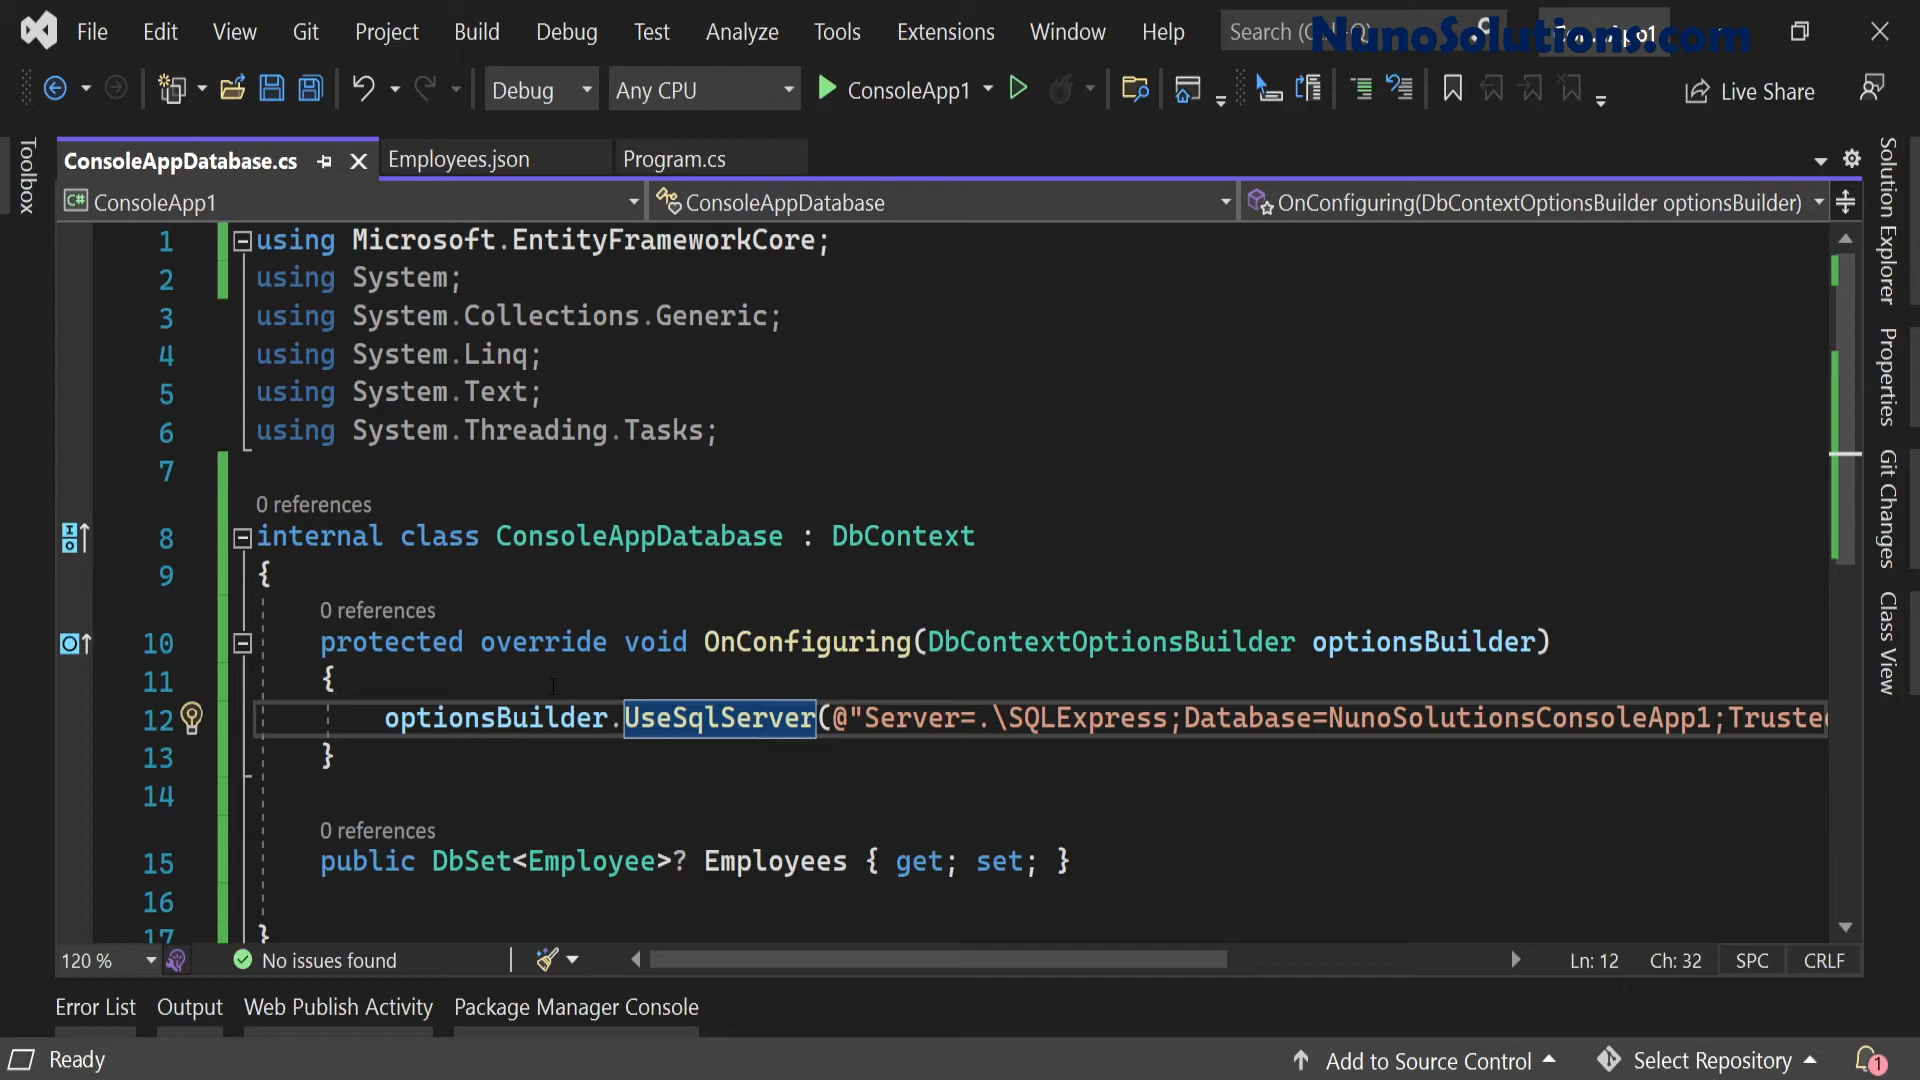 File Edit View Git Project Build Debug Test Analyze Tools Extensions Window Help Search (
NunoSolutions.com
Debug Any CPU ConsoleApp1 Live Share
Toolbox
ConsoleAppDatabase.cs Employees.json Program.cs
C# ConsoleApp1 ConsoleAppDatabase OnConfiguring(DbContextOptionsBuilder optionsBuilder)
1 using Microsoft.EntityFrameworkCore;
2 using System;
3 using System.Collections.Generic;
4 using System.Linq;
5 using System.Text;
6 using System.Threading.Tasks;
7
0 references
8 internal class ConsoleAppDatabase : DbContext
9 {
0 references
10 protected override void OnConfiguring(DbContextOptionsBuilder optionsBuilder)
11 {
12 optionsBuilder.UseSqlServer(@"Server=.\SQLExpress;Database=NunoSolutionsConsoleApp1;Trusted
13 }
14
0 references
15 public DbSet<Employee>? Employees { get; set; }
16
17 }
Solution Explorer
Properties
Git Changes
Class View
120 % No issues found Ln: 12 Ch: 32 SPC CRLF
Error List Output Web Publish Activity Package Manager Console
Ready Add to Source Control Select Repository 1